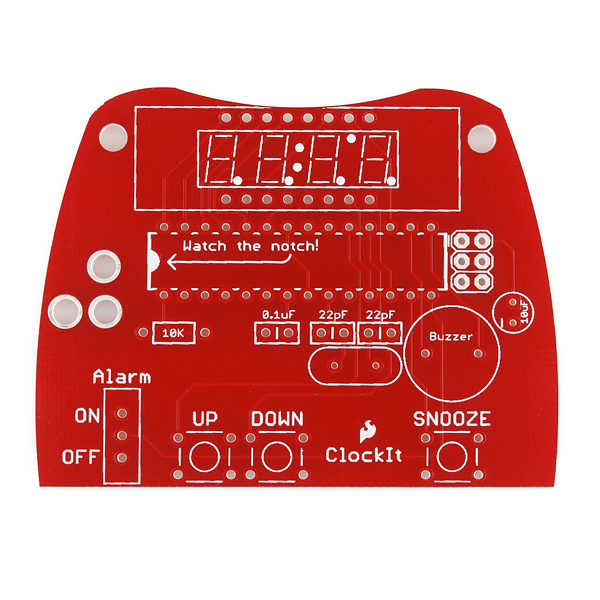 Watch the notch!
10K
0.1uF
22pF
22pF
10uF
Buzzer
Alarm
ON
OFF
UP
DOWN
SNOOZE
ClockIt